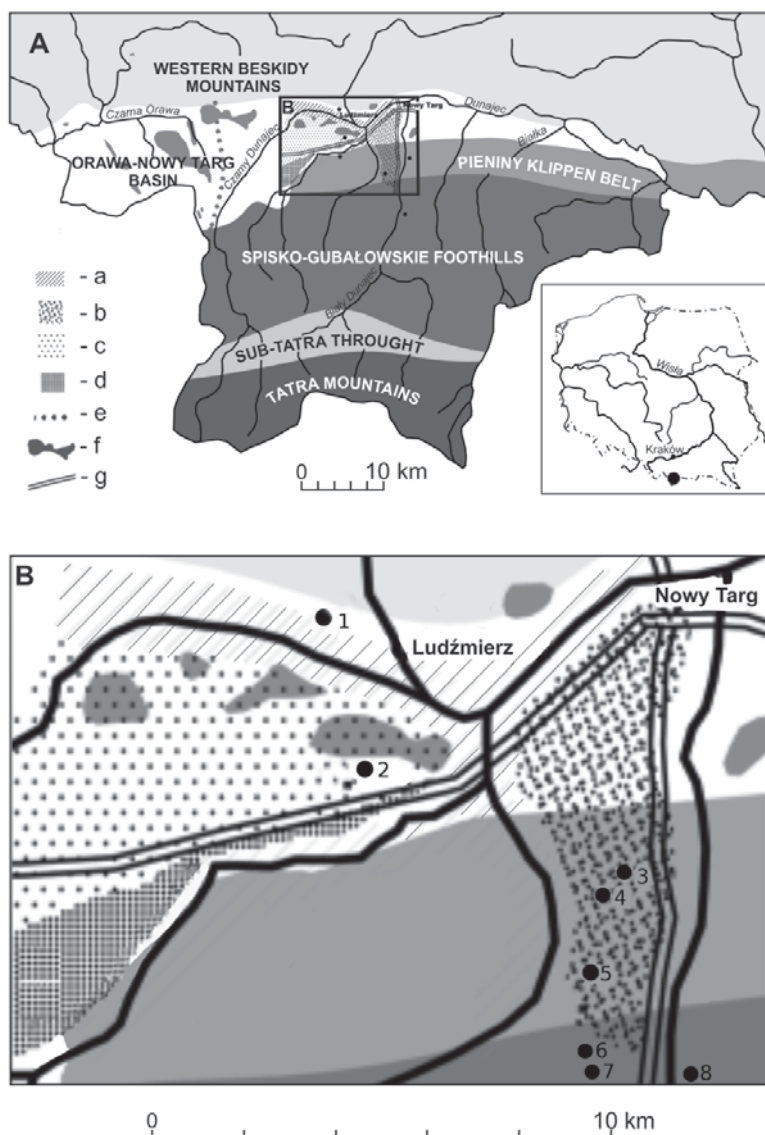 A
WESTERN BESKIDY
MOUNTAINS
Czarna Orawa
ORAWA-NOWY TARG
BASIN
Czarny Dunajec
B
Ludźmierz
Nowy Targ
Dunajec
Białka
PIENINY KLIPPEN BELT
SPISKO-GUBAŁOWSKIE FOOTHILLS
Biały Dunajec
SUB-TATRA THROUGHT
TATRA MOUNTAINS
- a
- b
- c
- d
- e
- f
- g
0 10 km
Wisła
Kraków
B
1
Nowy Targ
Ludźmierz
2
3
4
5
6
7
8
0 10 km